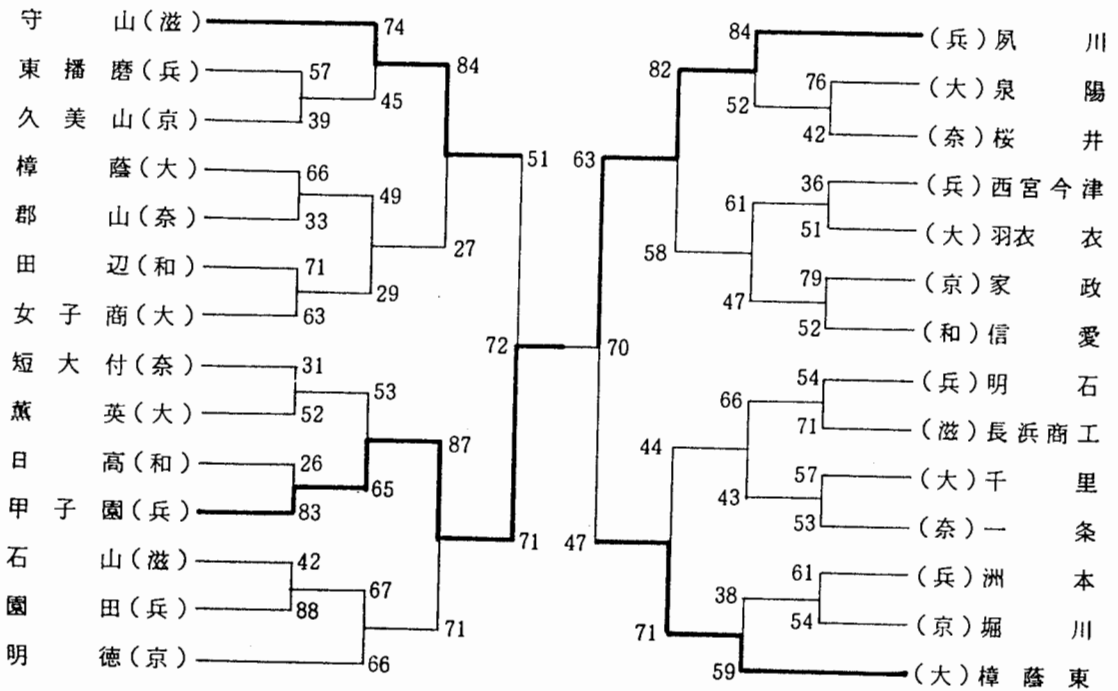 守山(滋) 74 84 (兵)夙川
東播磨(兵) 57 84 82 76 (大)泉陽
久美山(京) 39 45 52 42 (奈)桜井
樟蔭(大) 66 51 63 36 (兵)西宮今津
郡山(奈) 33 49 61 51 (大)羽衣衣
田辺(和) 71 27 58 79 (京)家政
女子商(大) 63 29 47 52 (和)信愛
72 70
短大付(奈) 31 54 (兵)明石
薫英(大) 52 53 66 71 (滋)長浜商工
日高(和) 26 87 44 57 (大)千里
甲子園(兵) 83 65 43 53 (奈)一条
石山(滋) 42 71 47 61 (兵)洲本
園田(兵) 88 67 38 54 (京)堀川
明徳(京) 66 71 71 59 (大)樟蔭東